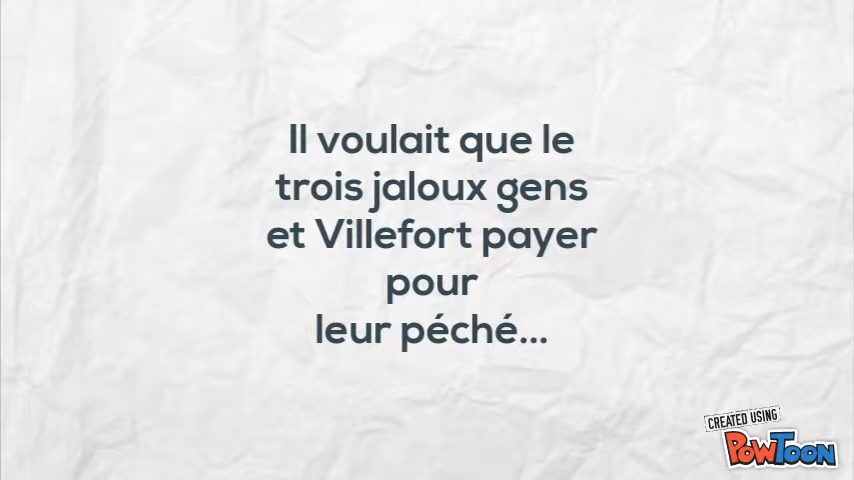 Il voulait que le
trois jaloux gens
et Villefort payer
pour
leur péché...
CREATED USING
POWTOON